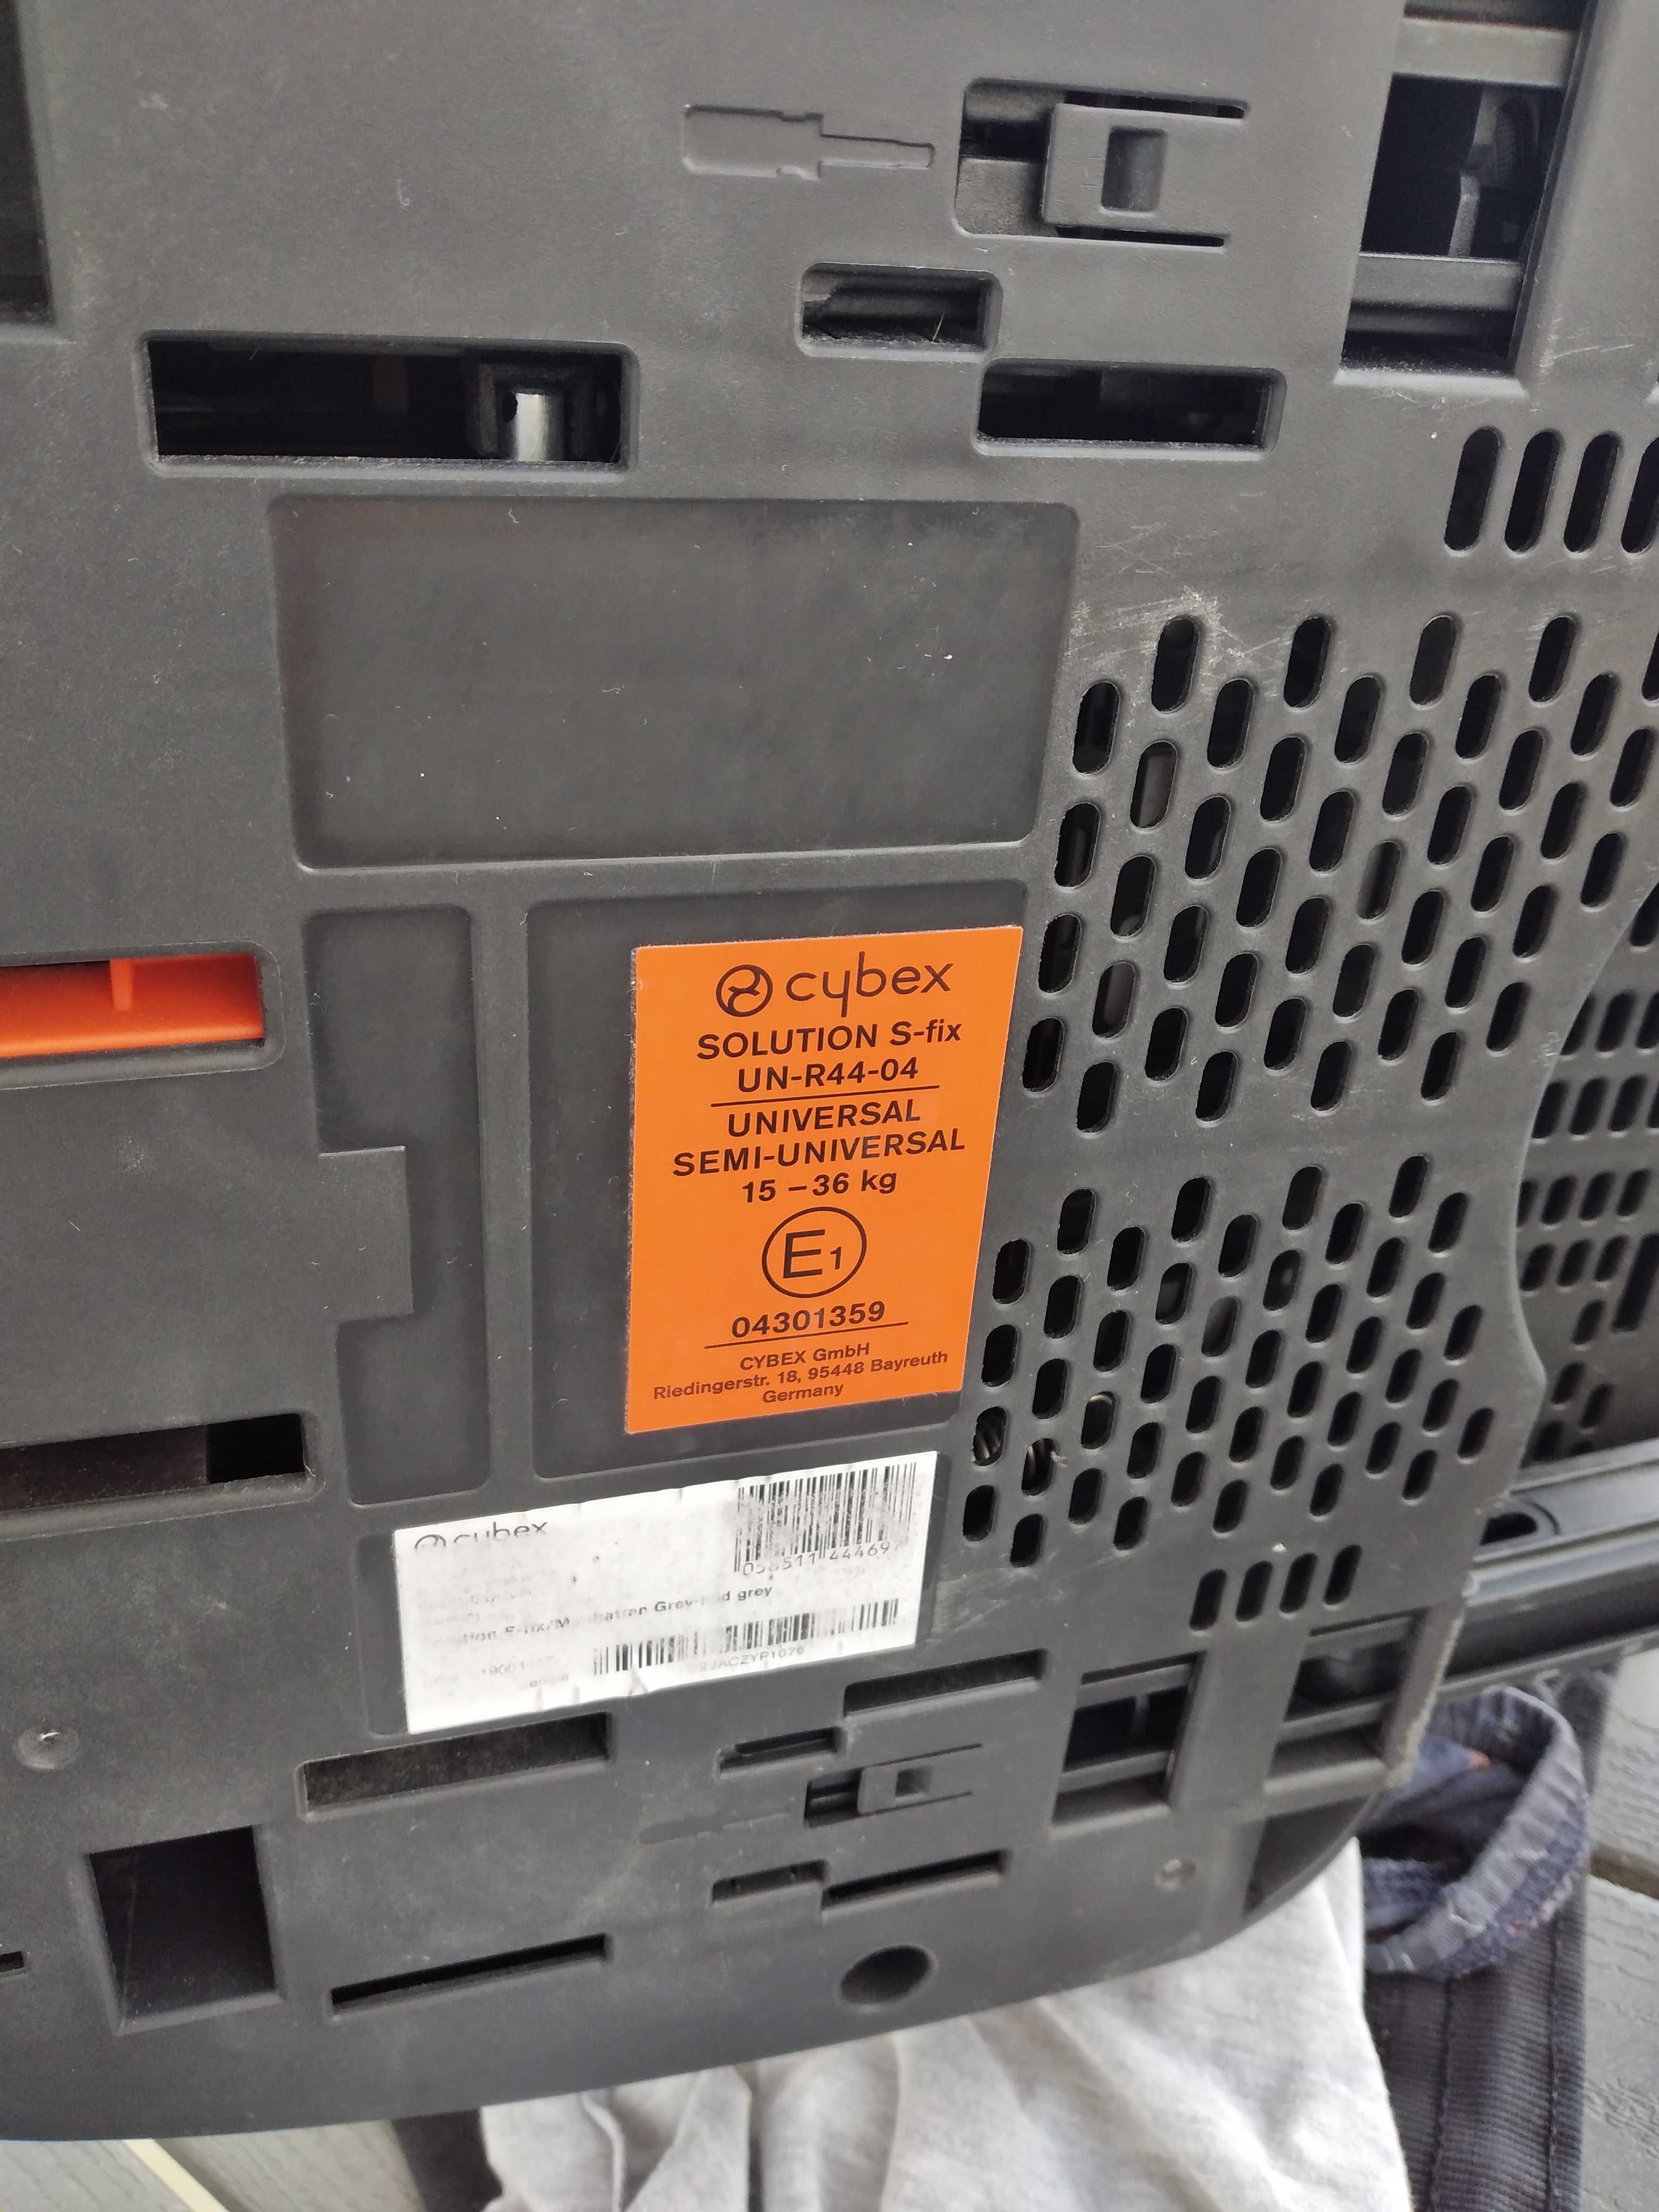 cybex
SOLUTION S-fix
UN-R44-04
UNIVERSAL
SEMI-UNIVERSAL
15 – 36 kg
E1
04301359
CYBEX GmbH
Riedingerstr. 18, 95448 Bayreuth
Germany
cybex
grey